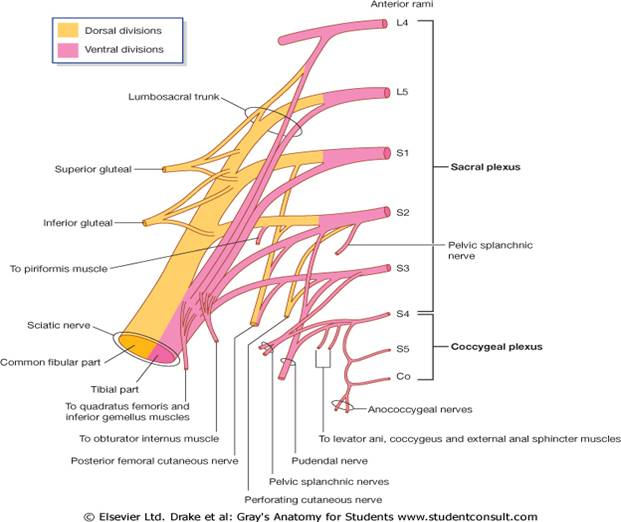 Anterior rami
Dorsal divisions
Ventral divisions
L4
Lumbosacral trunk
L5
S1
Superior gluteal
Sacral plexus
Inferior gluteal
S2
Pelvic splanchnic
nerve
To piriformis muscle
S3
S4
Sciatic nerve
Coccygeal plexus
S5
Common fibular part
Co
Tibial part
To quadratus femoris and
inferior gemellus muscles
Anococcygeal nerves
To obturator internus muscle
To levator ani, coccygeus and external anal sphincter muscles
Posterior femoral cutaneous nerve
Pudendal nerve
Pelvic splanchnic nerves
Perforating cutaneous nerve
© Elsevier Ltd. Drake et al: Gray's Anatomy for Students www.studentconsult.com